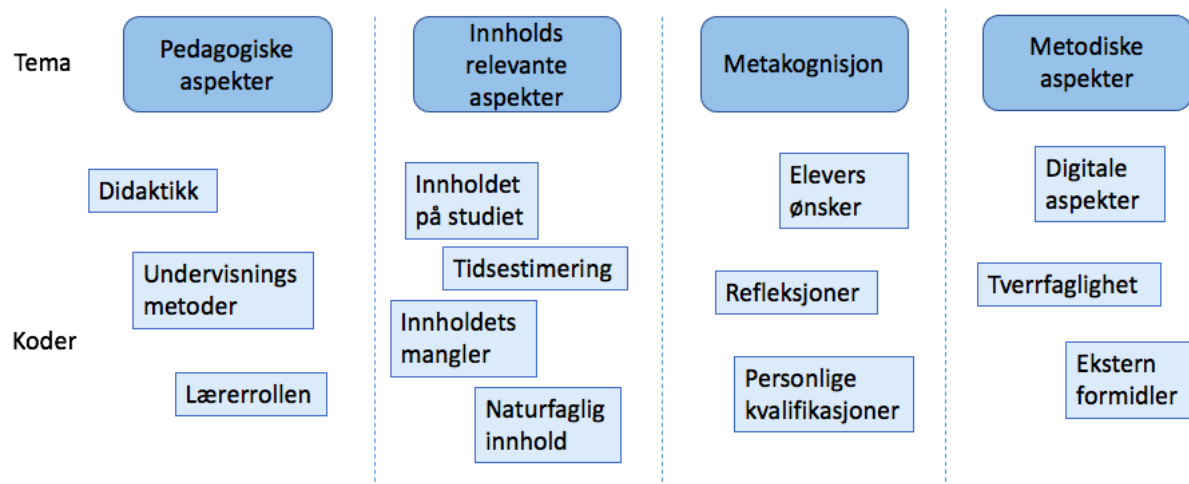 Tema
Pedagogiske
aspekter
Innholds
relevante
aspekter
Metakognisjon
Metodiske
aspekter
Koder
Didaktikk
Undervisnings
metoder
Lærerrollen
Innholdet
på studiet
Tidsestimering
Innholdets
mangler
Naturfaglig
innhold
Elevers
ønsker
Refleksjoner
Personlige
kvalifikasjoner
Digitale
aspekter
Tverrfaglighet
Ekstern
formidler